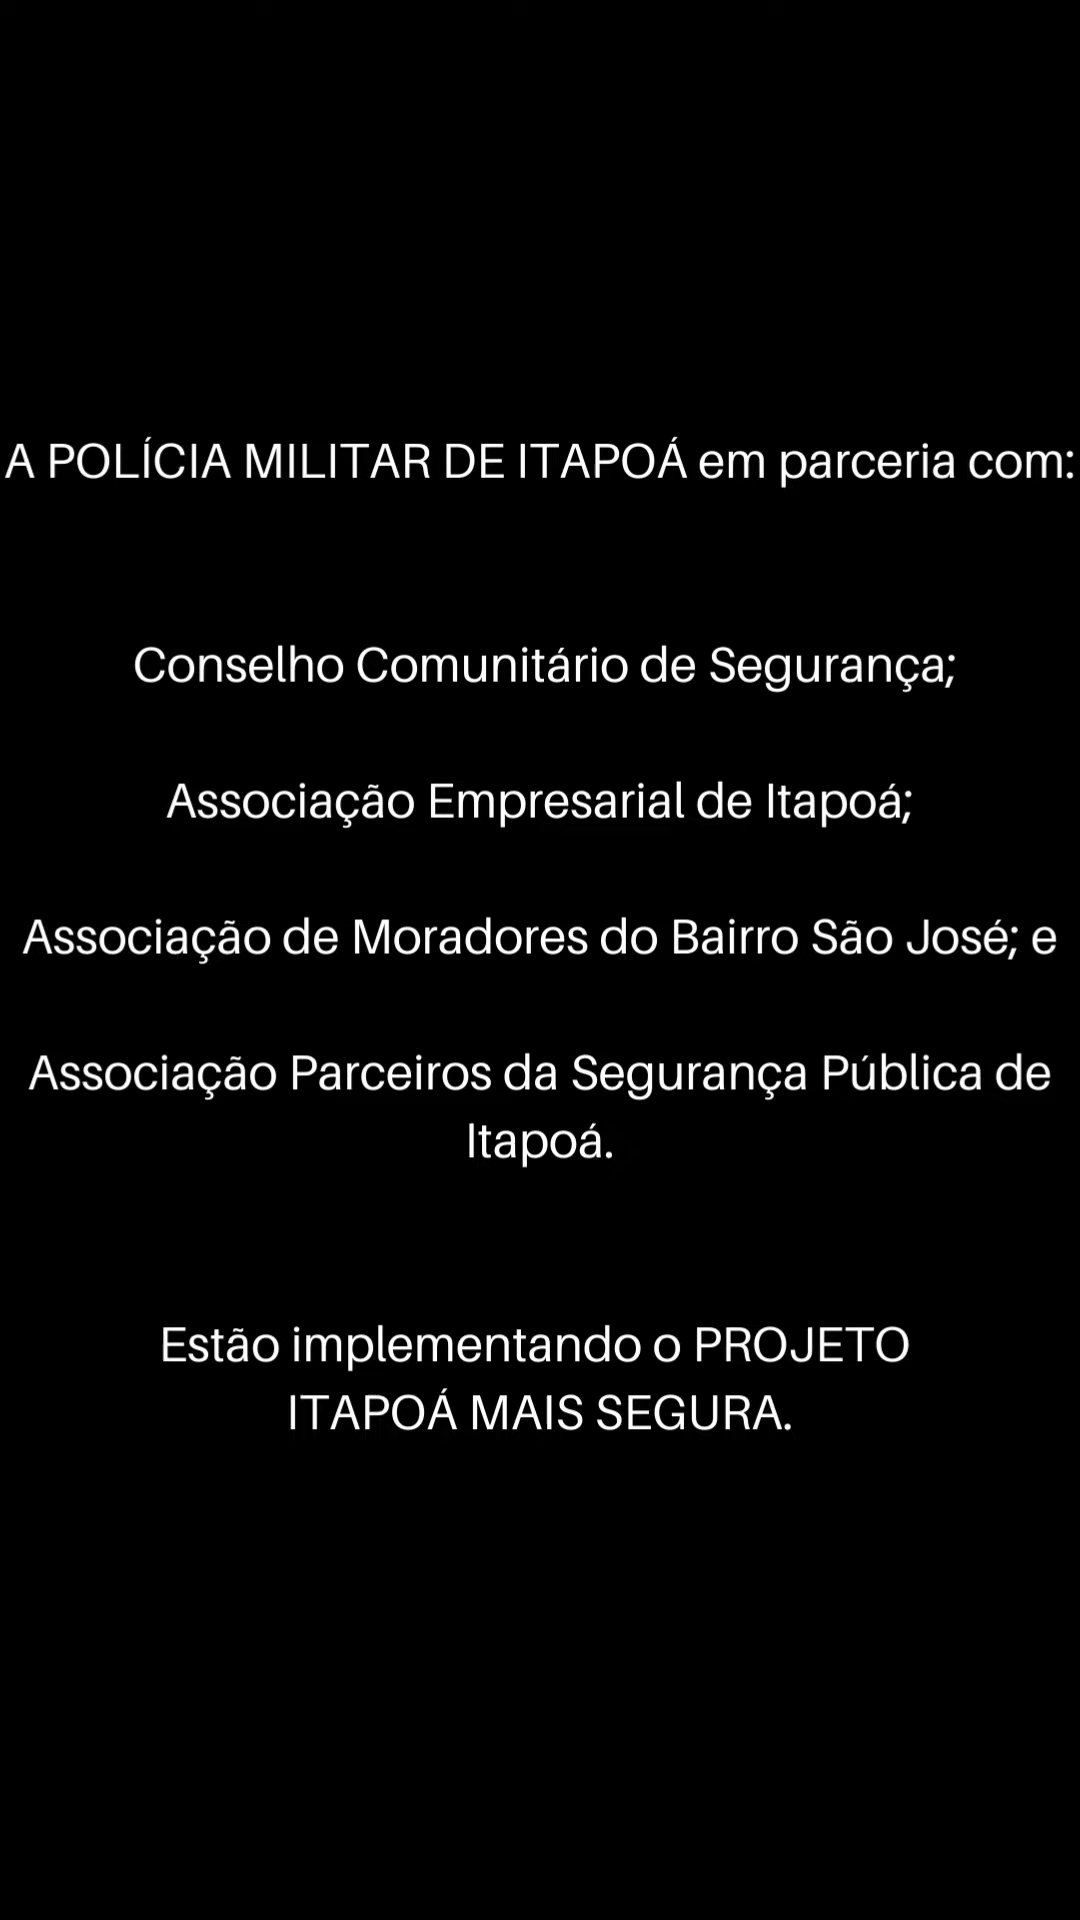 A POLÍCIA MILITAR DE ITAPOÁ em parceria com:
Conselho Comunitário de Segurança;
Associação Empresarial de Itapoá;
Associação de Moradores do Bairro São José; e
Associação Parceiros da Segurança Pública de
Itapoá.
Estão implementando o PROJETO
ITAPOÁ MAIS SEGURA.